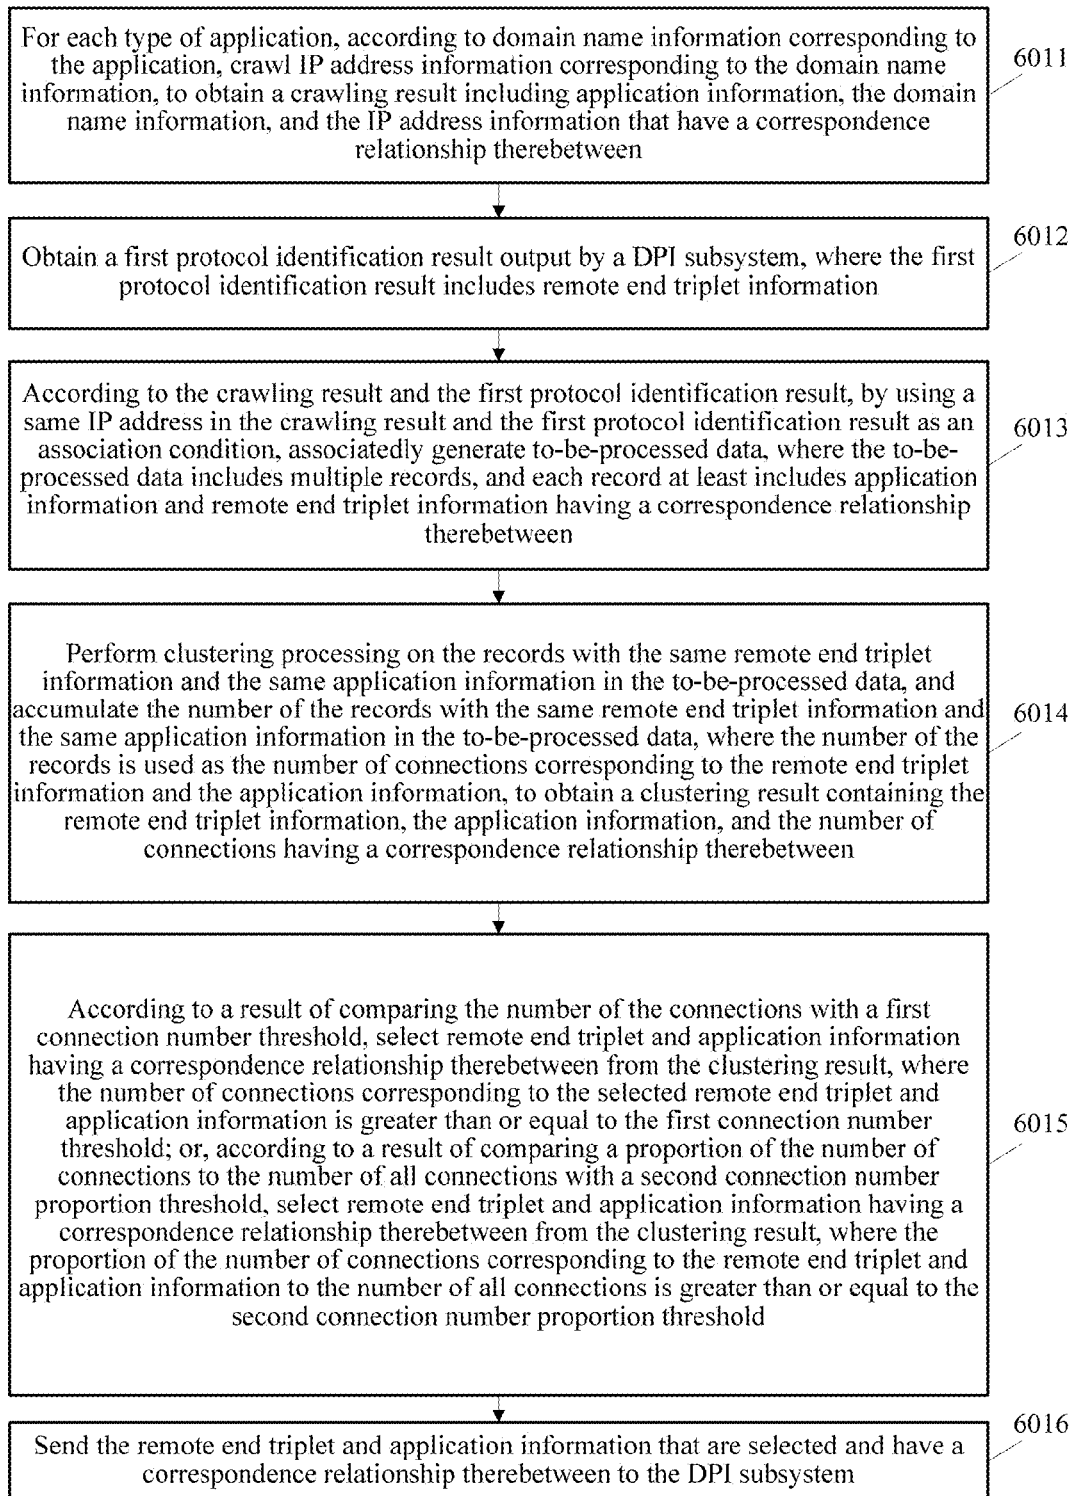 For each type of application, according to domain name information corresponding to
the application, crawl IP address information corresponding to the domain name
information, to obtain a crawling result including application information, the domain
name information, and the IP address information that have a correspondence
relationship therebetween
6011
Obtain a first protocol identification result output by a DPI subsystem, where the first
protocol identification result includes remote end triplet information
6012
According to the crawling result and the first protocol identification result, by using a
same IP address in the crawling result and the first protocol identification result as an
association condition, associatedly generate to-be-processed data, where the to-be-
processed data includes multiple records, and each record at least includes application
information and remote end triplet information having a correspondence relationship
therebetween
6013
Perform clustering processing on the records with the same remote end triplet
information and the same application information in the to-be-processed data, and
accumulate the number of the records with the same remote end triplet information and
the same application information in the to-be-processed data, where the number of the
records is used as the number of connections corresponding to the remote end triplet
information and the application information, to obtain a clustering result containing the
remote end triplet information, the application information, and the number of
connections having a correspondence relationship therebetween
6014
According to a result of comparing the number of the connections with a first
connection number threshold, select remote end triplet and application information
having a correspondence relationship therebetween from the clustering result, where
the number of connections corresponding to the selected remote end triplet and
application information is greater than or equal to the first connection number
threshold; or, according to a result of comparing a proportion of the number of
connections to the number of all connections with a second connection number
proportion threshold, select remote end triplet and application information having a
correspondence relationship therebetween from the clustering result, where the
proportion of the number of connections corresponding to the remote end triplet and
application information to the number of all connections is greater than or equal to the
second connection number proportion threshold
6015
Send the remote end triplet and application information that are selected and have a
correspondence relationship therebetween to the DPI subsystem
6016